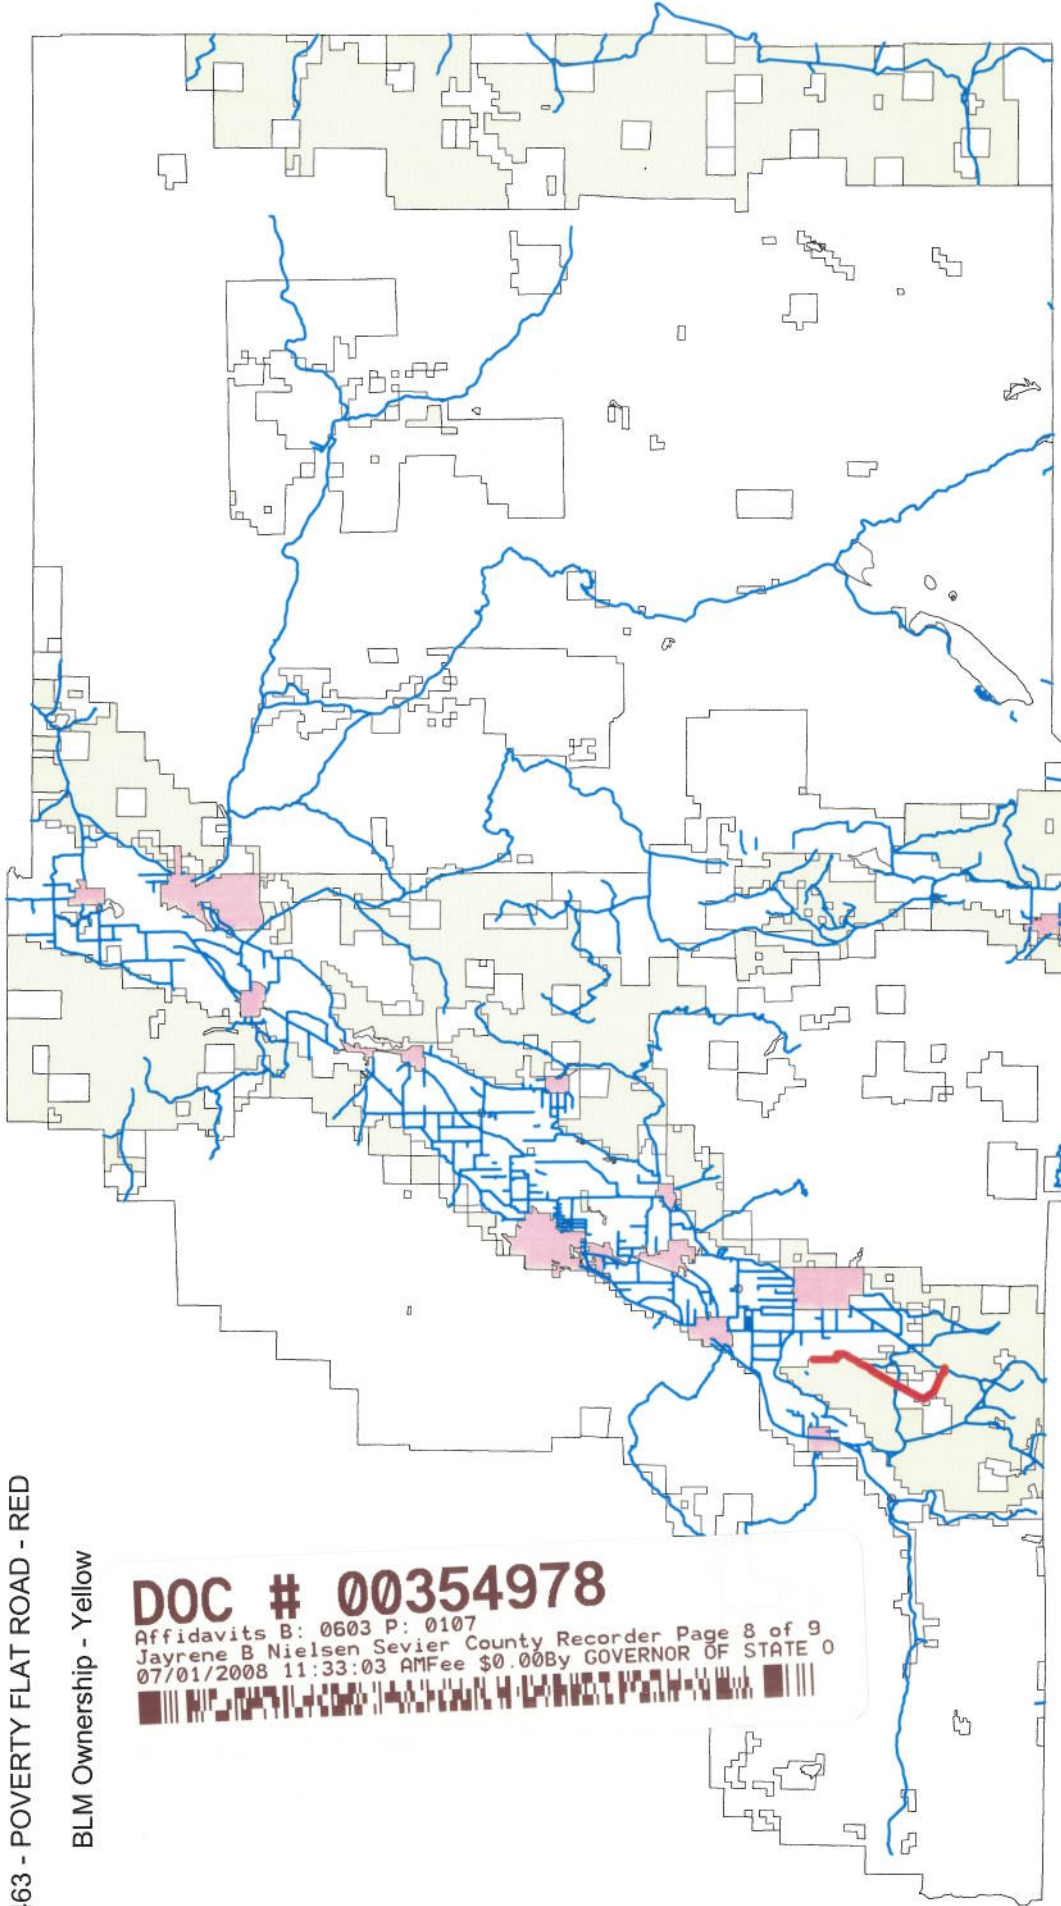 63 - POVERTY FLAT ROAD - RED
BLM Ownership - Yellow
DOC # 00354978
Affidavits B: 0603 P: 0107
Jayrene B Nielsen Sevier County Recorder Page 8 of 9
07/01/2008 11:33:03 AMFee $0.00By GOVERNOR OF STATE O